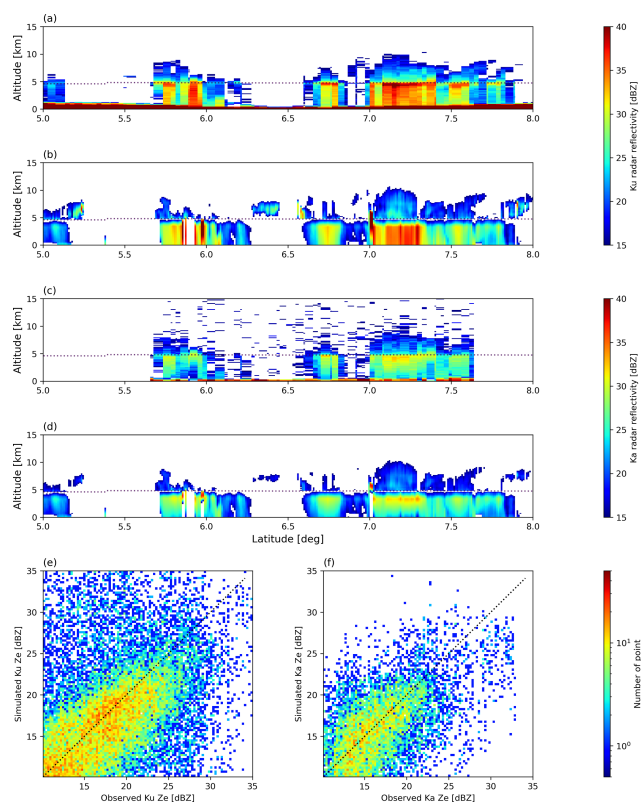 (a)
Altitude [km]
15
10
5
0
5.0 5.5 6.0 6.5 7.0 7.5 8.0
(b)
Altitude [km]
15
10
5
0
5.0 5.5 6.0 6.5 7.0 7.5 8.0
40
35
30
25
20
15
Ku radar reflectivity [dBZ]
(c)
Altitude [km]
15
10
5
0
5.0 5.5 6.0 6.5 7.0 7.5 8.0
(d)
Altitude [km]
15
10
5
0
5.0 5.5 6.0 6.5 7.0 7.5 8.0
Latitude [deg]
40
35
30
25
20
15
Ka radar reflectivity [dBZ]
(e)
Simulated Ku Ze [dBZ]
35
30
25
20
15
15 20 25 30 35
Observed Ku Ze [dBZ]
(f)
Simulated Ka Ze [dBZ]
35
30
25
20
15
15 20 25 30 35
Observed Ka Ze [dBZ]
10¹
10⁰
Number of point